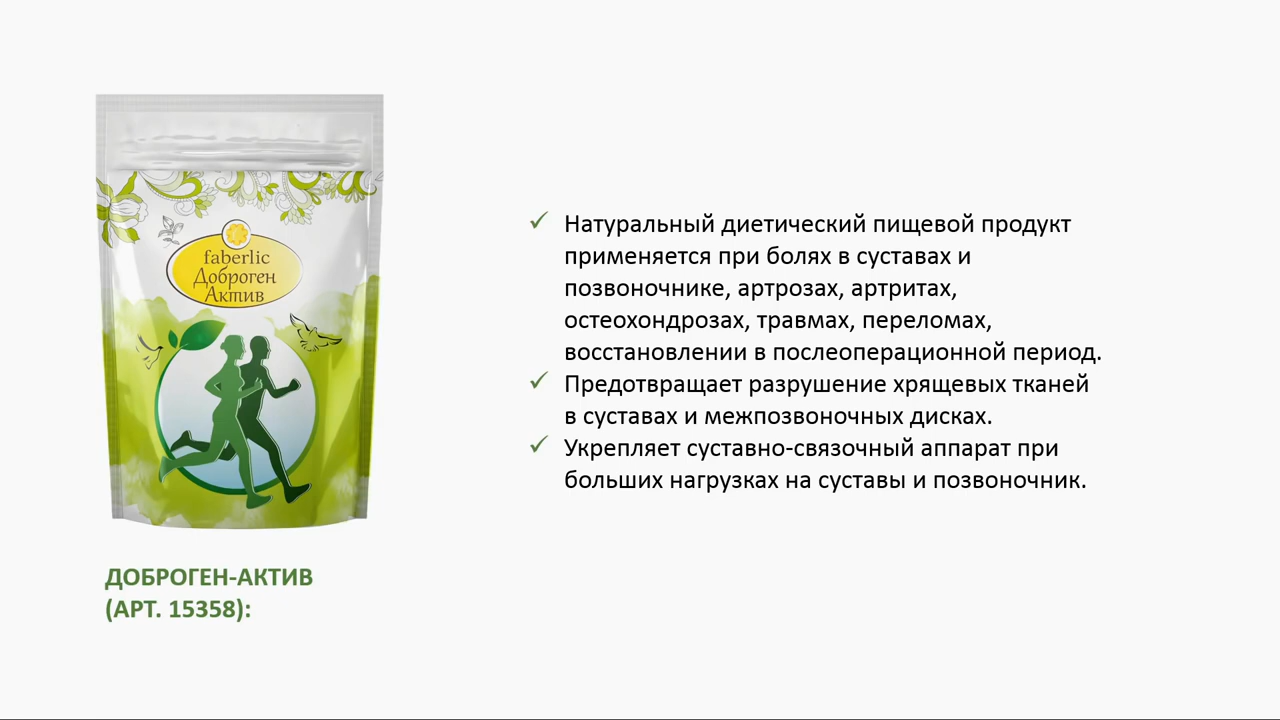 faberlic
Доброген
Актив
ДОБРОГЕН-АКТИВ
(АРТ. 15358):
Натуральный диетический пищевой продукт
применяется при болях в суставах и
позвоночнике, артрозах, артритах,
остеохондрозах, травмах, переломах,
восстановлении в послеоперационной период.
Предотвращает разрушение хрящевых тканей
в суставах и межпозвоночных дисках.
Укрепляет суставно-связочный аппарат при
больших нагрузках на суставы и позвоночник.